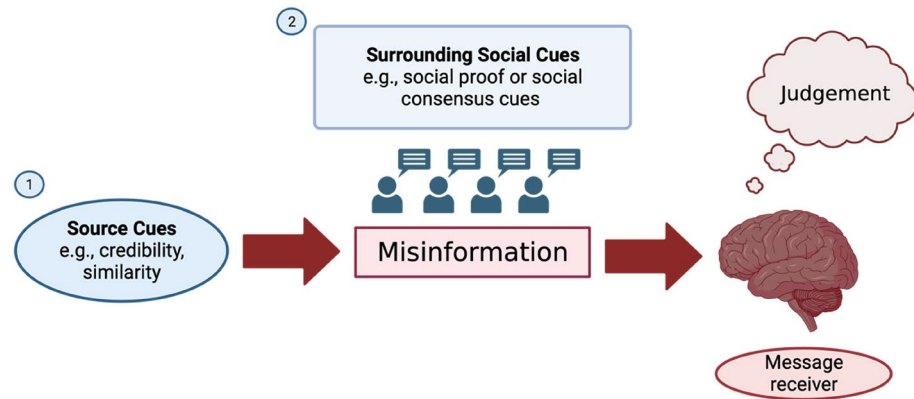 1
Source Cues
e.g., credibility,
similarity
2
Surrounding Social Cues
e.g., social proof or social
consensus cues
Misinformation
Judgement
Message
receiver